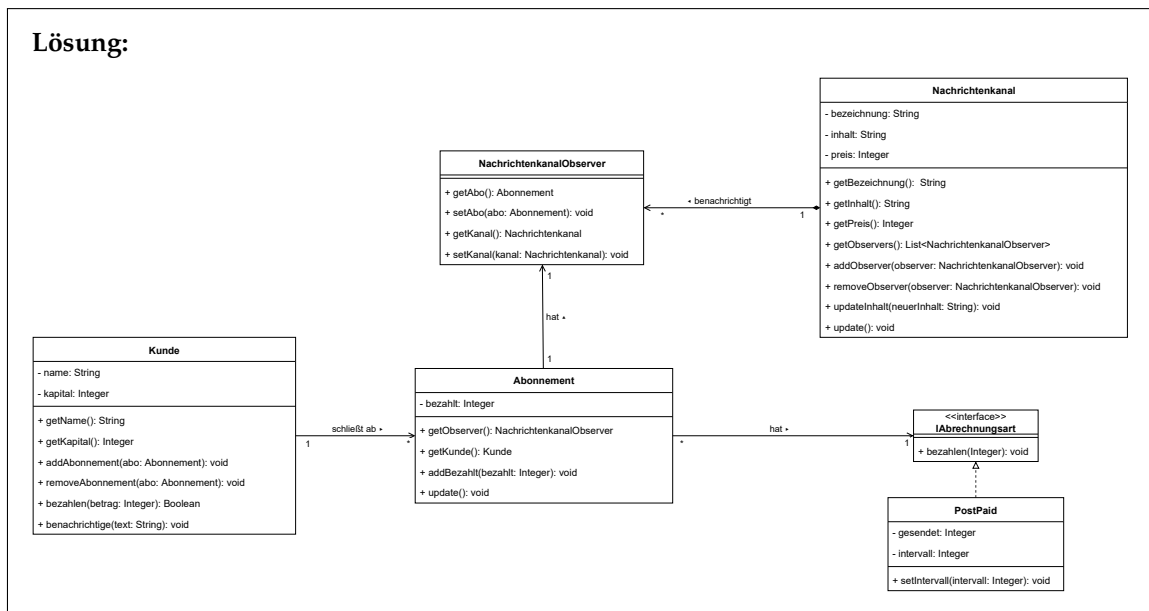 Lösung:
Nachrichtenkanal
- bezeichnung: String
- inhalt: String
- preis: Integer
+ getBezeichnung(): String
+ getInhalt(): String
+ getPreis(): Integer
+ getObservers(): List<NachrichtenkanalObserver>
+ addObserver(observer: NachrichtenkanalObserver): void
+ removeObserver(observer: NachrichtenkanalObserver): void
+ updateInhalt(neuerInhalt: String): void
+ update(): void
NachrichtenkanalObserver
+ getAbo(): Abonnement
+ setAbo(abo: Abonnement): void
+ getKanal(): Nachrichtenkanal
+ setKanal(kanal: Nachrichtenkanal): void
◂ benachrichtigt
* 1
1
hat ▴
1
Kunde
- name: String
- kapital: Integer
+ getName(): String
+ getKapital(): Integer
+ addAbonnement(abo: Abonnement): void
+ removeAbonnement(abo: Abonnement): void
+ bezahlen(betrag: Integer): Boolean
+ benachrichtige(text: String): void
schließt ab ▸
1 *
Abonnement
- bezahlt: Integer
+ getObserver(): NachrichtenkanalObserver
+ getKunde(): Kunde
+ addBezahlt(bezahlt: Integer): void
+ update(): void
hat ▸
* 1
<<interface>>
IAbrechnungsart
+ bezahlen(Integer): void
PostPaid
- gesendet: Integer
- intervall: Integer
+ setIntervall(intervall: Integer): void